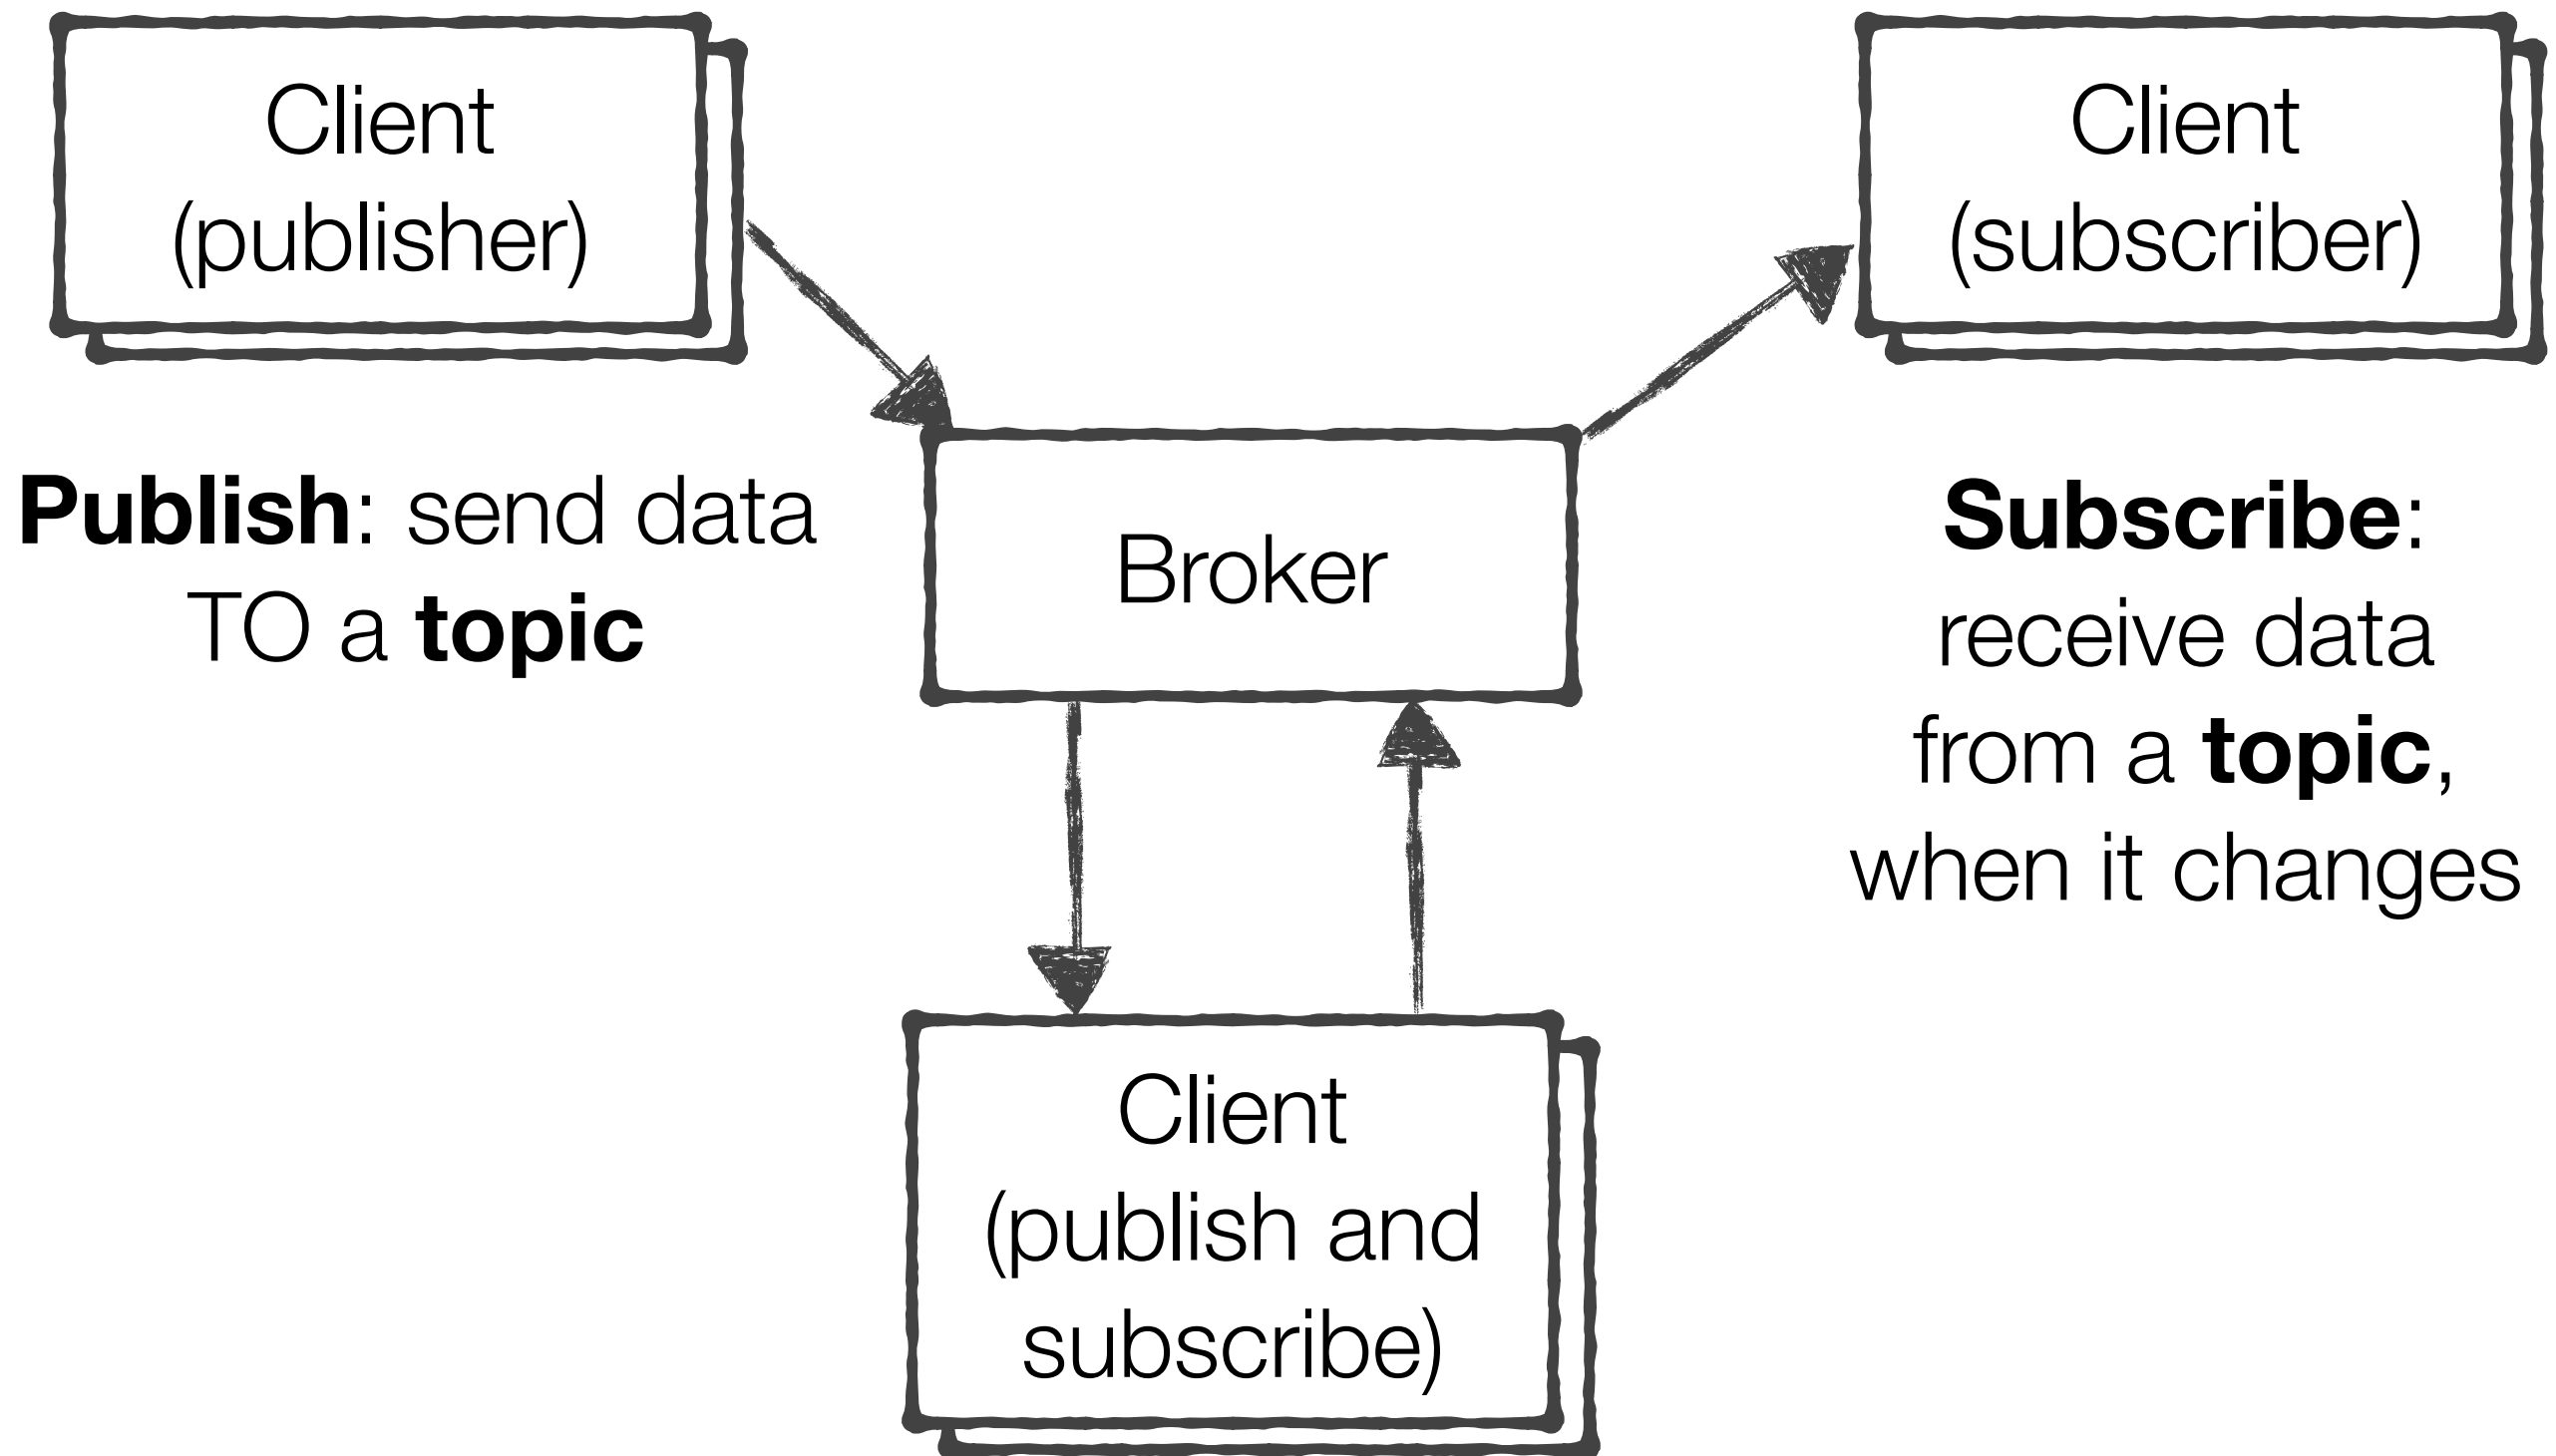 Client
(publisher)
Client
(subscriber)
Publish: send data
TO a topic
Broker
Subscribe:
receive data
from a topic,
when it changes
Client
(publish and
subscribe)